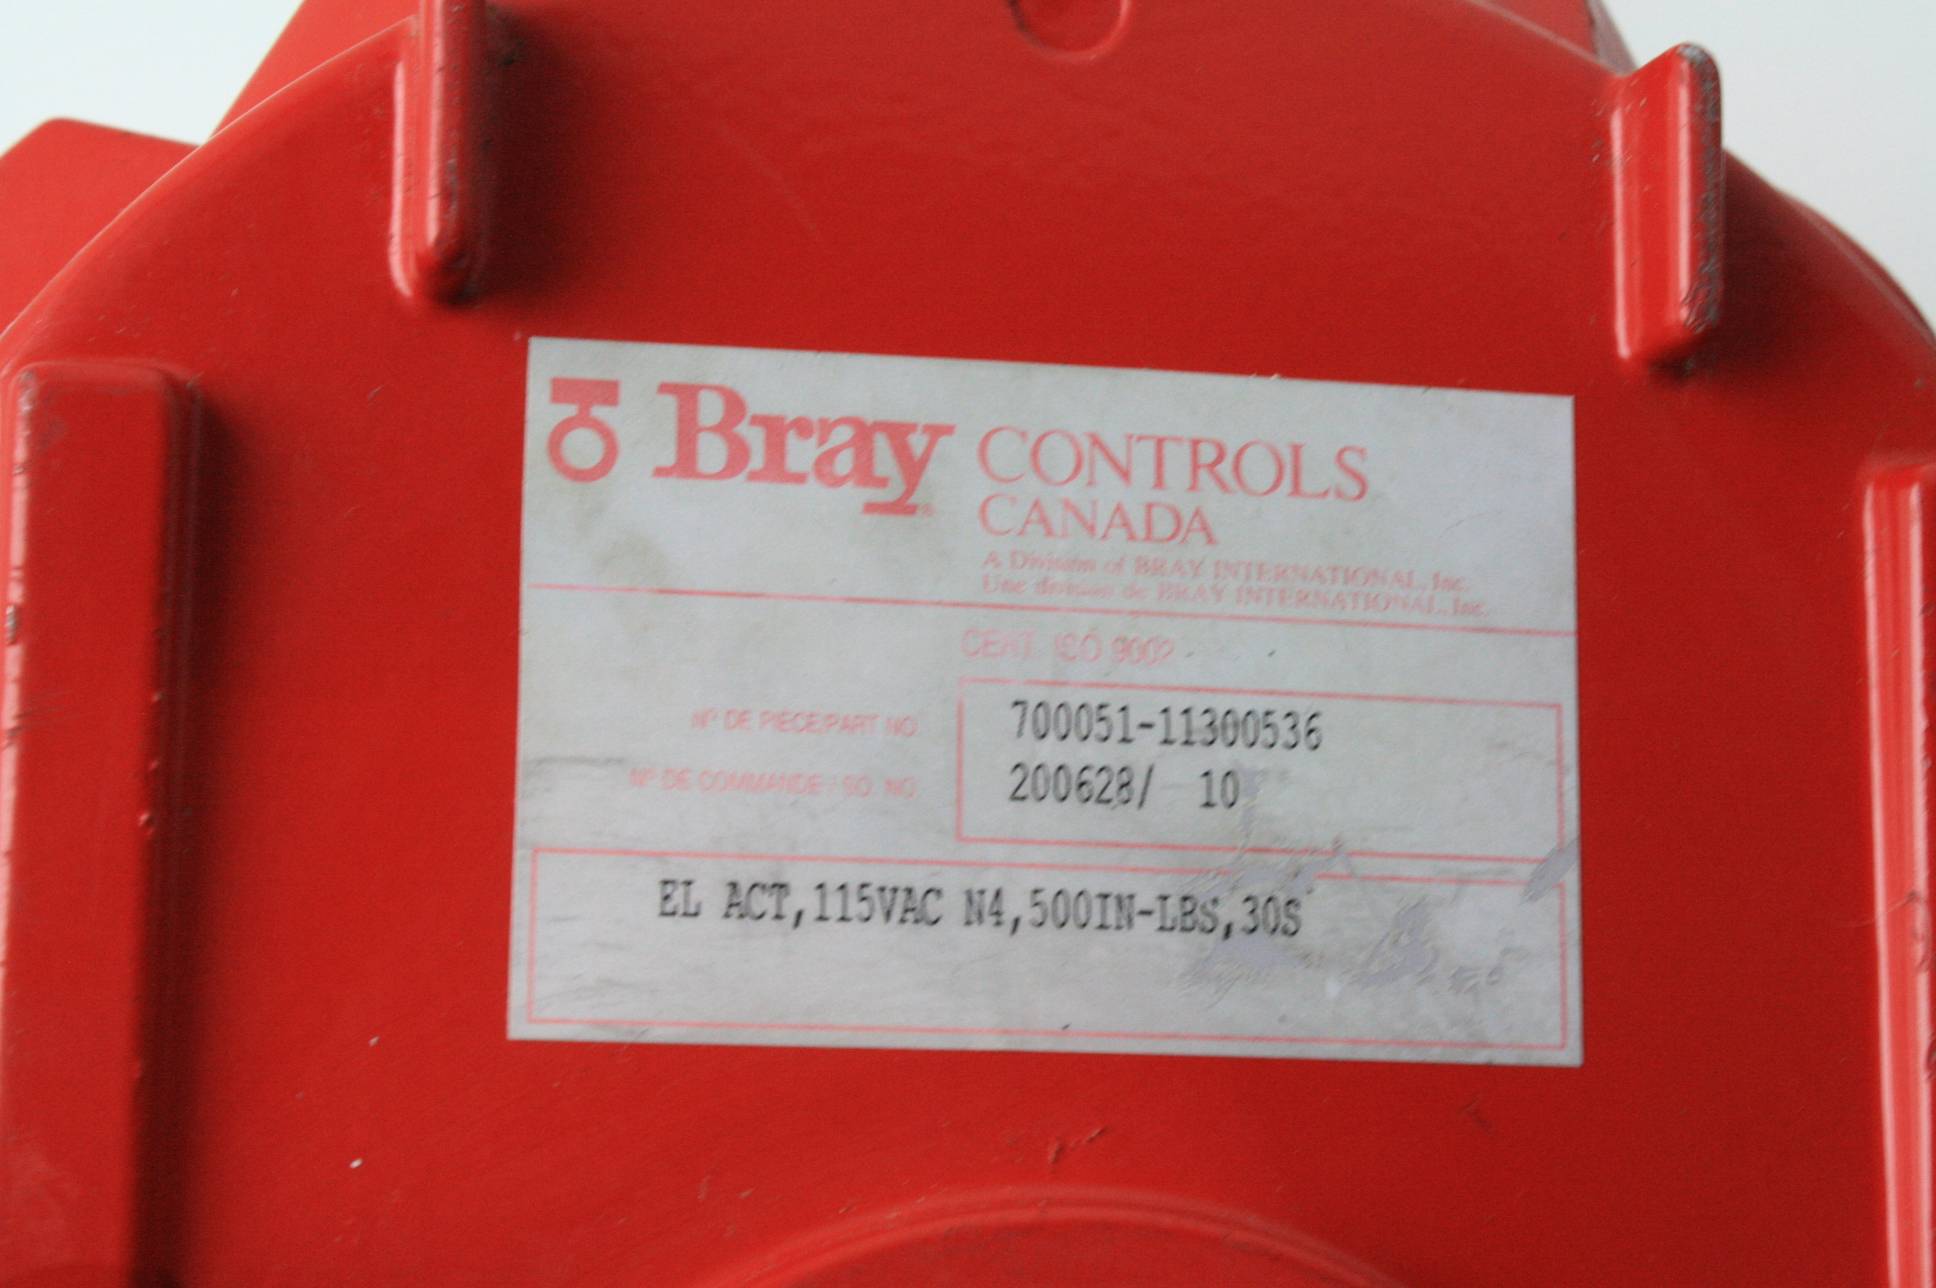 Bray® CONTROLS
CANADA
A Division of BRAY INTERNATIONAL, Inc.
Une division de BRAY INTERNATIONAL, Inc.
CERT. ISO 9002
Nº DE PIECE/PART NO. 700051-11300536
Nº DE COMMANDE / SO. NO. 200628/ 10
EL ACT,115VAC N4,500IN-LBS,30S